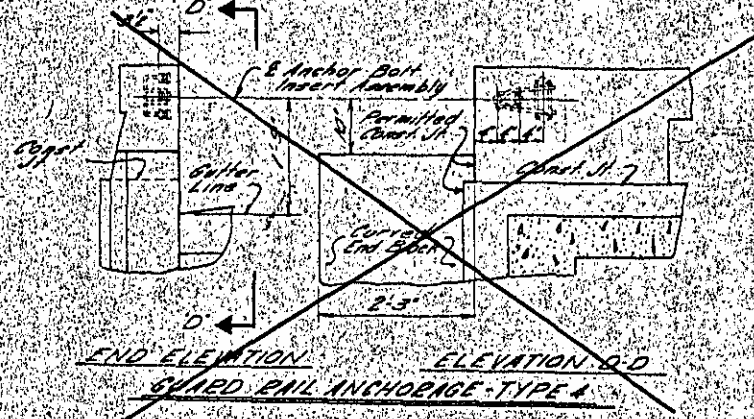 D
℄ Anchor Bolt
Insert Assembly
Permitted
Const. Jt.
Const.
Jt.
Gutter
Line
Const. Jt.
Curved
End Block
2'-3"
D
END ELEVATION
ELEVATION D-D
GUARD RAIL ANCHORAGE-TYPE A